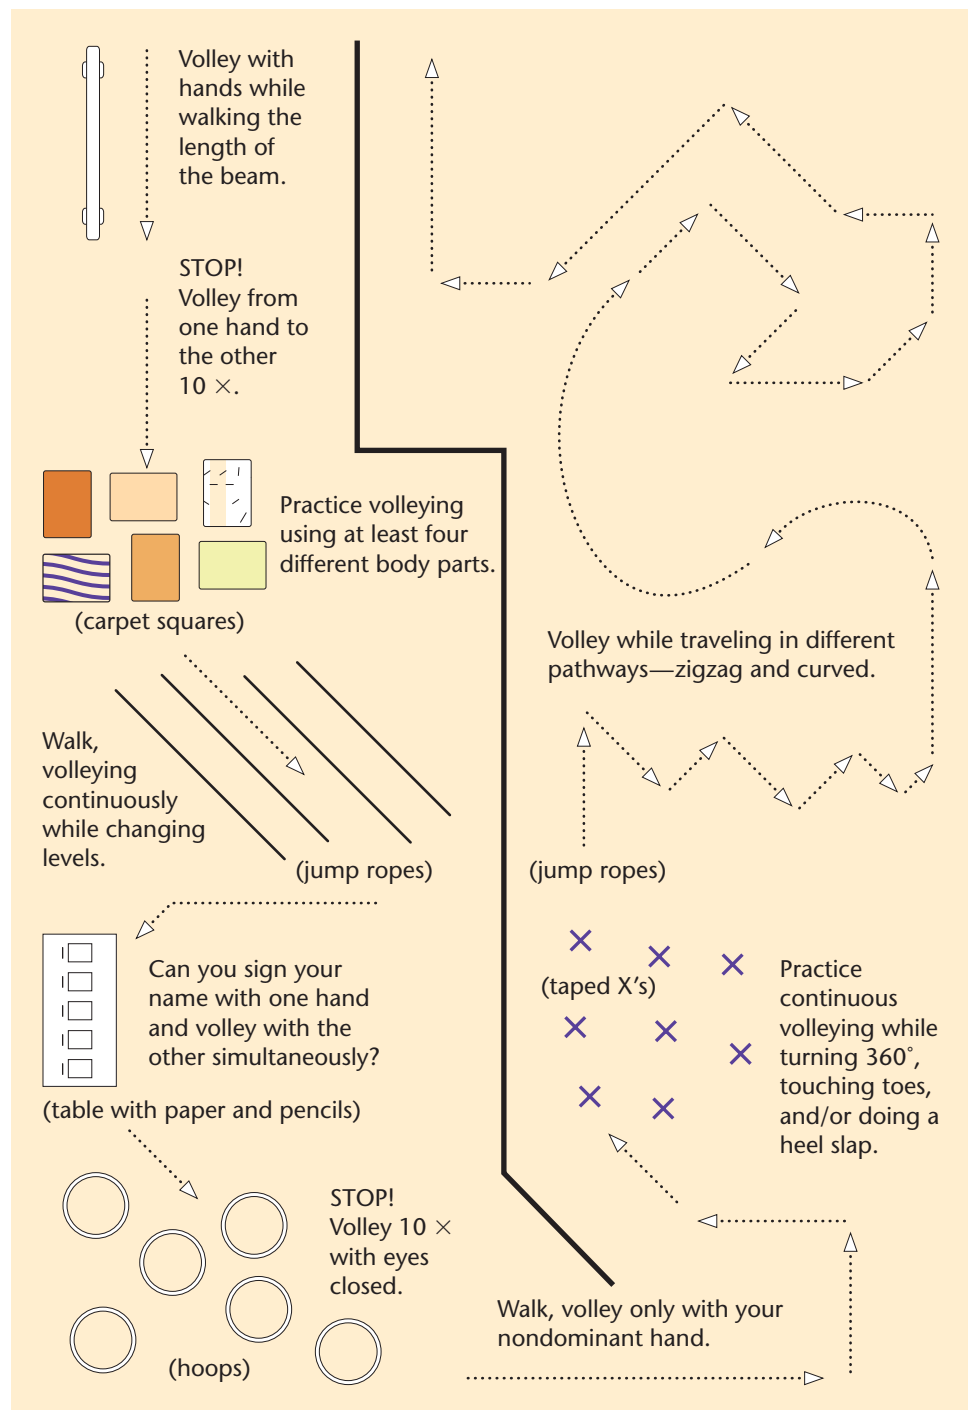 Volley with
hands while
walking the
length of
the beam.
STOP!
Volley from
one hand to
the other
10 ×.
Practice volleying
using at least four
different body parts.
(carpet squares)
Walk,
volleying
continuously
while changing
levels.
(jump ropes)
Can you sign your
name with one hand
and volley with the
other simultaneously?
(table with paper and pencils)
STOP!
Volley 10 ×
with eyes
closed.
(hoops)
Walk, volley only with your
nondominant hand.
(taped X's)
Practice
continuous
volleying while
turning 360˚,
touching toes,
and/or doing a
heel slap.
(jump ropes)
Volley while traveling in different
pathways—zigzag and curved.